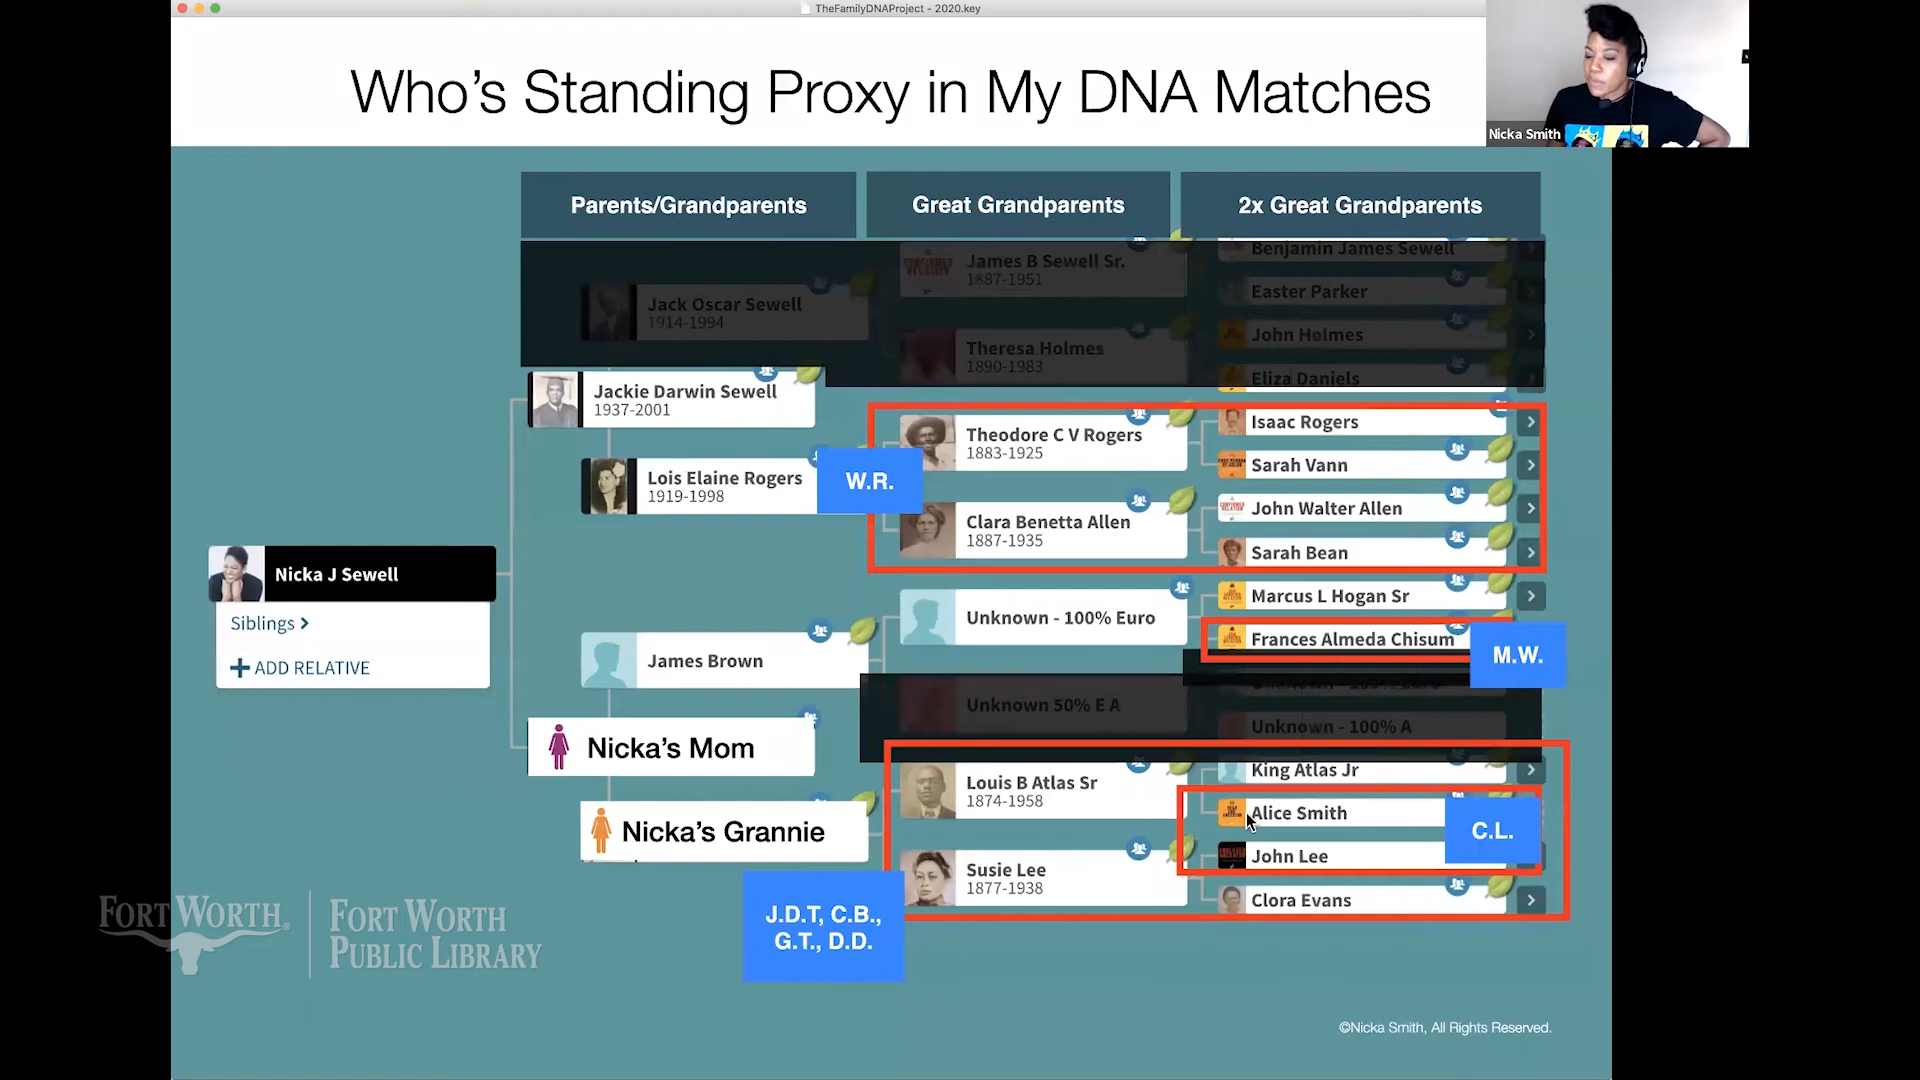 TheFamilyDNAProject - 2020.key
Who's Standing Proxy in My DNA Matches
Nicka Smith
Parents/Grandparents
Great Grandparents
2x Great Grandparents
Benjamin James Sewell
James B Sewell Sr.
1887-1951
Easter Parker
Jack Oscar Sewell
1914-1994
John Holmes
Theresa Holmes
1890-1983
Eliza Daniels
Jackie Darwin Sewell
1937-2001
Isaac Rogers
Theodore C V Rogers
1883-1925
Sarah Vann
Lois Elaine Rogers
1919-1998
W.R.
John Walter Allen
Clara Benetta Allen
1887-1935
Sarah Bean
Nicka J Sewell
Siblings
ADD RELATIVE
Marcus L Hogan Sr
Unknown - 100% Euro
Frances Almeda Chisum
M.W.
James Brown
Unknown 50% E A
Unknown - 100% A
Nicka's Mom
King Atlas Jr
Louis B Atlas Sr
1874-1958
Alice Smith
C.L.
Nicka's Grannie
John Lee
Susie Lee
1877-1938
Clora Evans
J.D.T, C.B.,
G.T., D.D.
FORT WORTH®
FORT WORTH
PUBLIC LIBRARY
©Nicka Smith, All Rights Reserved.